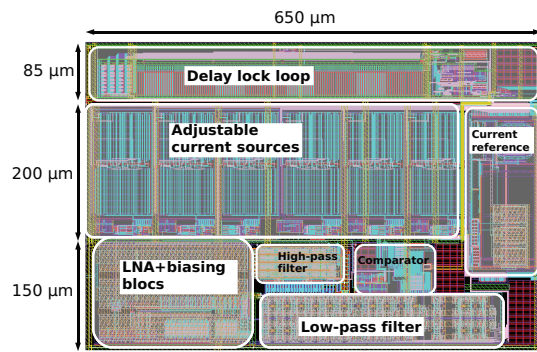 650 µm
85 µm
Delay lock loop
Adjustable
current sources
Current
reference
200 µm
High-pass
filter
Comparator
LNA+biasing
blocs
150 µm
Low-pass filter